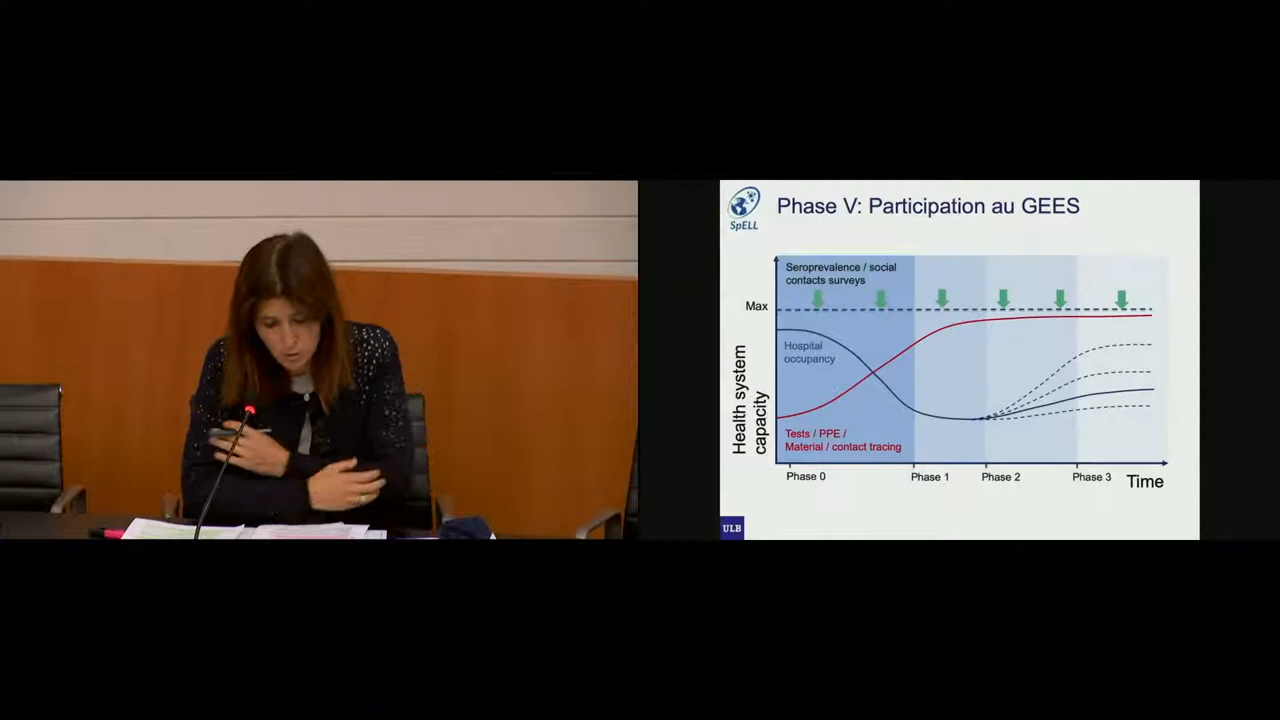 SpELL
Phase V: Participation au GEES
Seroprevalence / social
contacts surveys
Max
Hospital
occupancy
Health system
capacity
Tests / PPE /
Material / contact tracing
Phase 0
Phase 1
Phase 2
Phase 3
Time
ULB